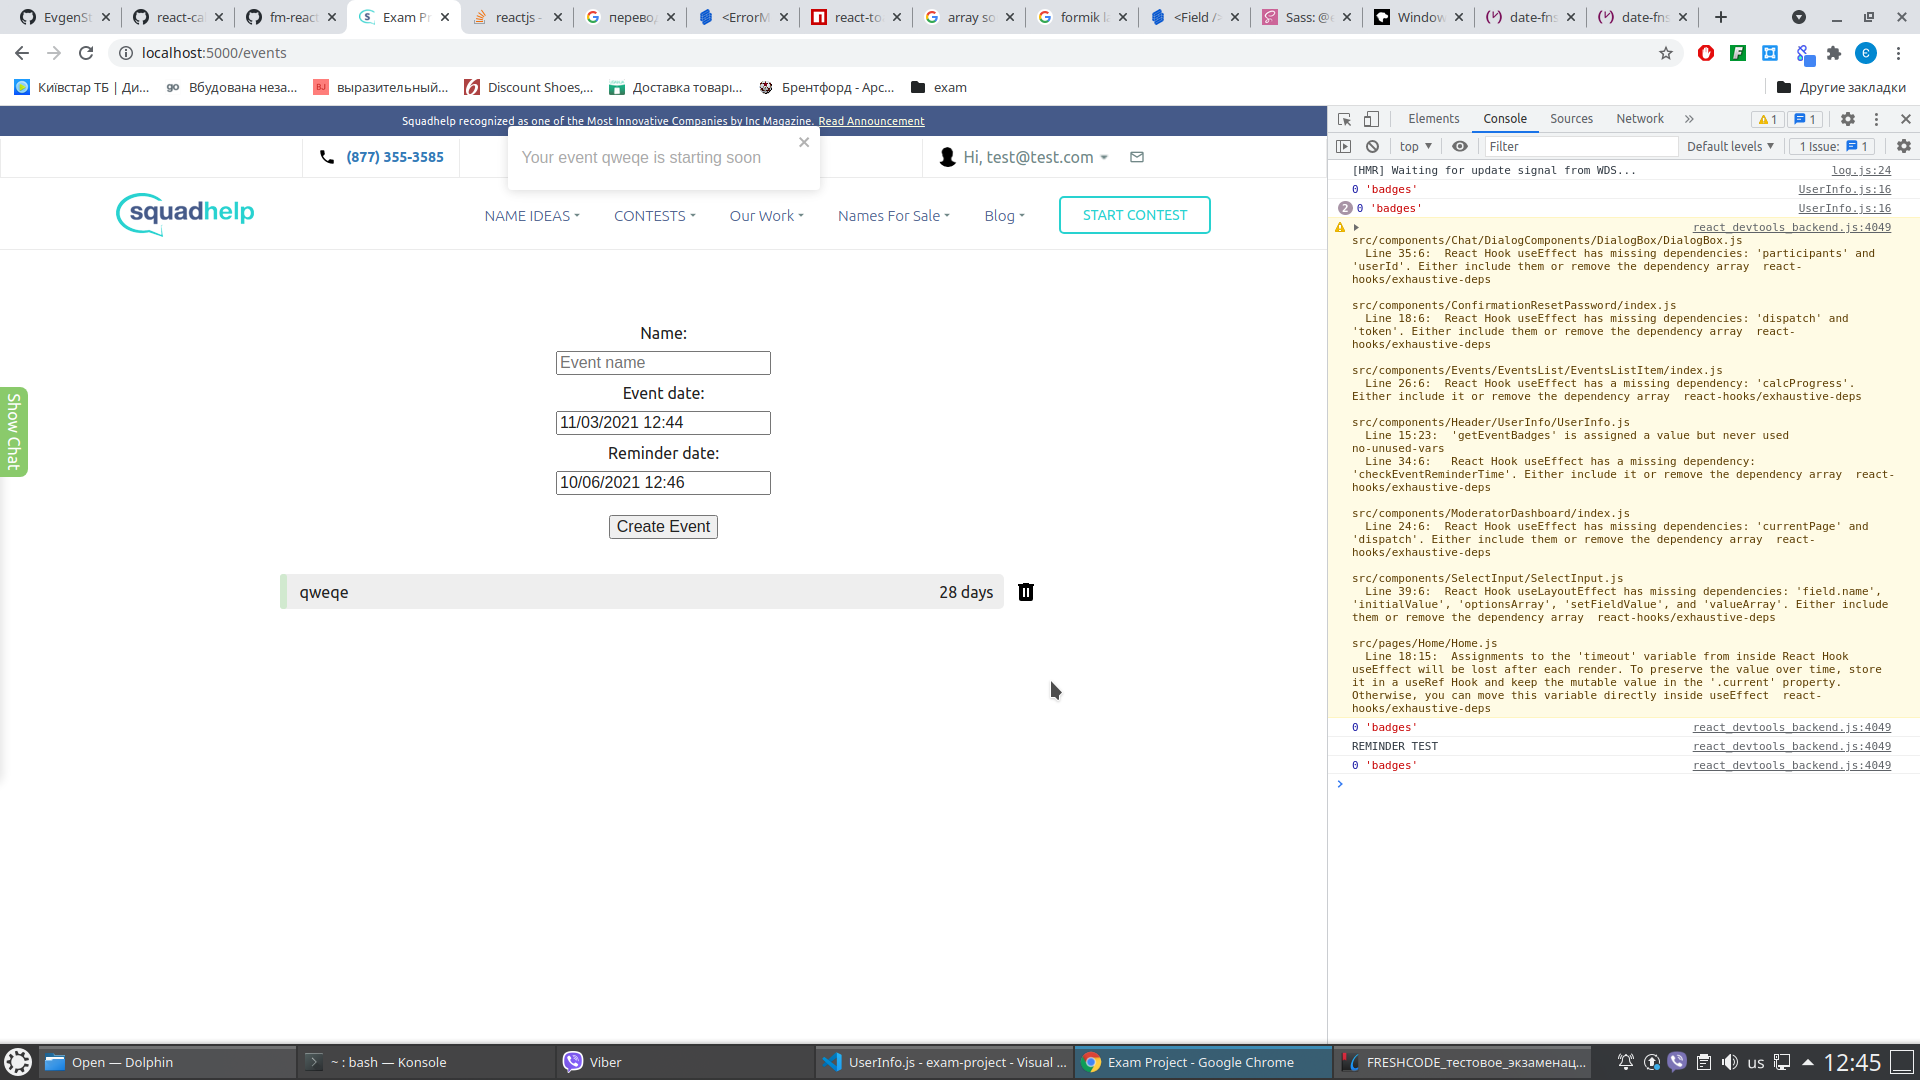 EvgenSt
react-cal
fm-react
Exam Pr
reactjs -
перевод
<ErrorM
react-to
array so
formik la
<Field />
Sass: @e
Window
date-fns
date-fns
localhost:5000/events
Київстар ТБ | Ди...
Вбудована неза...
выразительный...
Discount Shoes,...
Доставка товарі...
Брентфорд - Арс...
exam
Другие закладки
Squadhelp recognized as one of the Most Innovative Companies by Inc Magazine. Read Announcement
(877) 355-3585
Your event qweqe is starting soon
Hi, test@test.com
squadhelp
NAME IDEAS
CONTESTS
Our Work
Names For Sale
Blog
START CONTEST
Name:
Event name
Event date:
11/03/2021 12:44
Reminder date:
10/06/2021 12:46
Create Event
qweqe
28 days
Show Chat
Elements
Console
Sources
Network
1
1
top
Filter
Default levels
1 Issue: 1
[HMR] Waiting for update signal from WDS... log.js:24
0 'badges' UserInfo.js:16
2 0 'badges' UserInfo.js:16
react_devtools_backend.js:4049
src/components/Chat/DialogComponents/DialogBox/DialogBox.js
Line 35:6: React Hook useEffect has missing dependencies: 'participants' and
'userId'. Either include them or remove the dependency array react-
hooks/exhaustive-deps
src/components/ConfirmationResetPassword/index.js
Line 18:6: React Hook useEffect has missing dependencies: 'dispatch' and
'token'. Either include them or remove the dependency array react-
hooks/exhaustive-deps
src/components/Events/EventsList/EventsListItem/index.js
Line 26:6: React Hook useEffect has a missing dependency: 'calcProgress'.
Either include it or remove the dependency array react-hooks/exhaustive-deps
src/components/Header/UserInfo/UserInfo.js
Line 15:23: 'getEventBadges' is assigned a value but never used
no-unused-vars
Line 34:6: React Hook useEffect has a missing dependency:
'checkEventReminderTime'. Either include it or remove the dependency array react-
hooks/exhaustive-deps
src/components/ModeratorDashboard/index.js
Line 24:6: React Hook useEffect has missing dependencies: 'currentPage' and
'dispatch'. Either include them or remove the dependency array react-
hooks/exhaustive-deps
src/components/SelectInput/SelectInput.js
Line 39:6: React Hook useLayoutEffect has missing dependencies: 'field.name',
'initialValue', 'optionsArray', 'setFieldValue', and 'valueArray'. Either include
them or remove the dependency array react-hooks/exhaustive-deps
src/pages/Home/Home.js
Line 18:15: Assignments to the 'timeout' variable from inside React Hook
useEffect will be lost after each render. To preserve the value over time, store
it in a useRef Hook and keep the mutable value in the '.current' property.
Otherwise, you can move this variable directly inside useEffect react-
hooks/exhaustive-deps
0 'badges' react_devtools_backend.js:4049
REMINDER TEST react_devtools_backend.js:4049
0 'badges' react_devtools_backend.js:4049
Open — Dolphin
~ : bash — Konsole
Viber
UserInfo.js - exam-project - Visual ...
Exam Project - Google Chrome
FRESHCODE_тестовое_экзаменац...
us
12:45